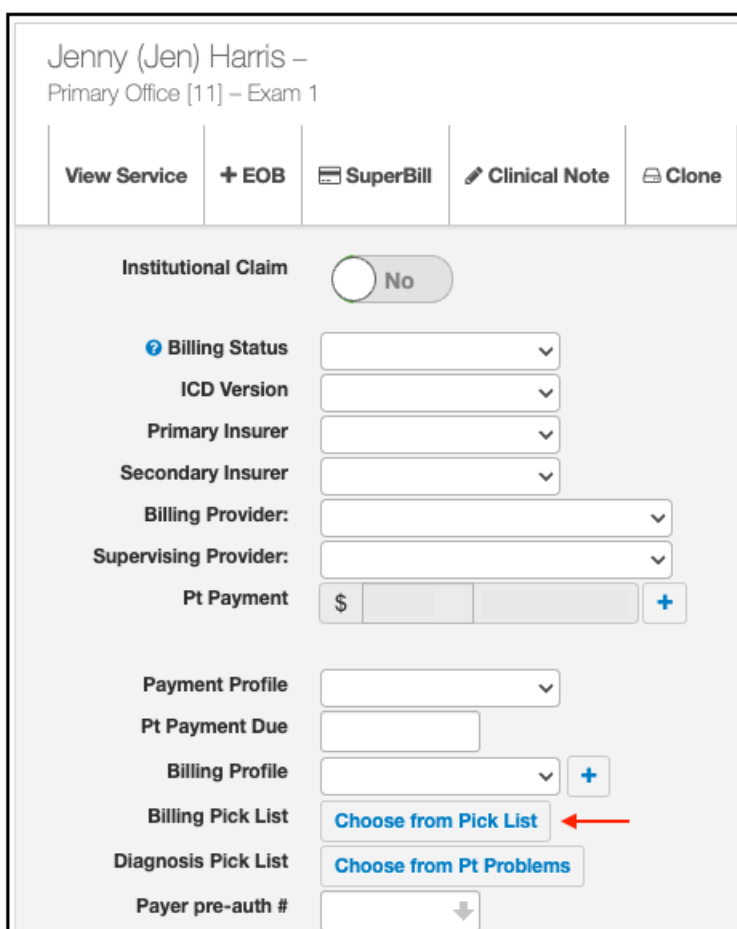 Jenny (Jen) Harris –
Primary Office [11] – Exam 1
View Service + EOB SuperBill Clinical Note Clone
Institutional Claim No
? Billing Status
ICD Version
Primary Insurer
Secondary Insurer
Billing Provider:
Supervising Provider:
Pt Payment $ +
Payment Profile
Pt Payment Due
Billing Profile +
Billing Pick List Choose from Pick List
Diagnosis Pick List Choose from Pt Problems
Payer pre-auth #